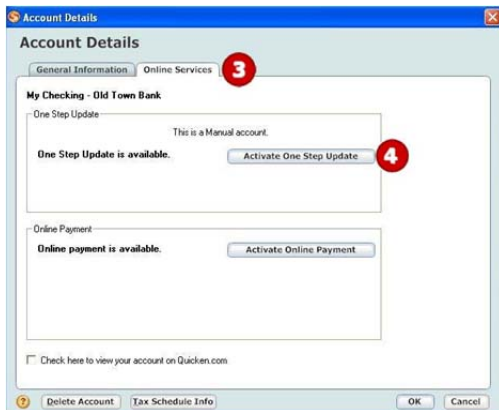 Account Details
Account Details
General Information Online Services 3
My Checking - Old Town Bank
One Step Update
This is a Manual account.
One Step Update is available. Activate One Step Update 4
Online Payment
Online payment is available. Activate Online Payment
Check here to view your account on Quicken.com
? Delete Account Tax Schedule Info OK Cancel